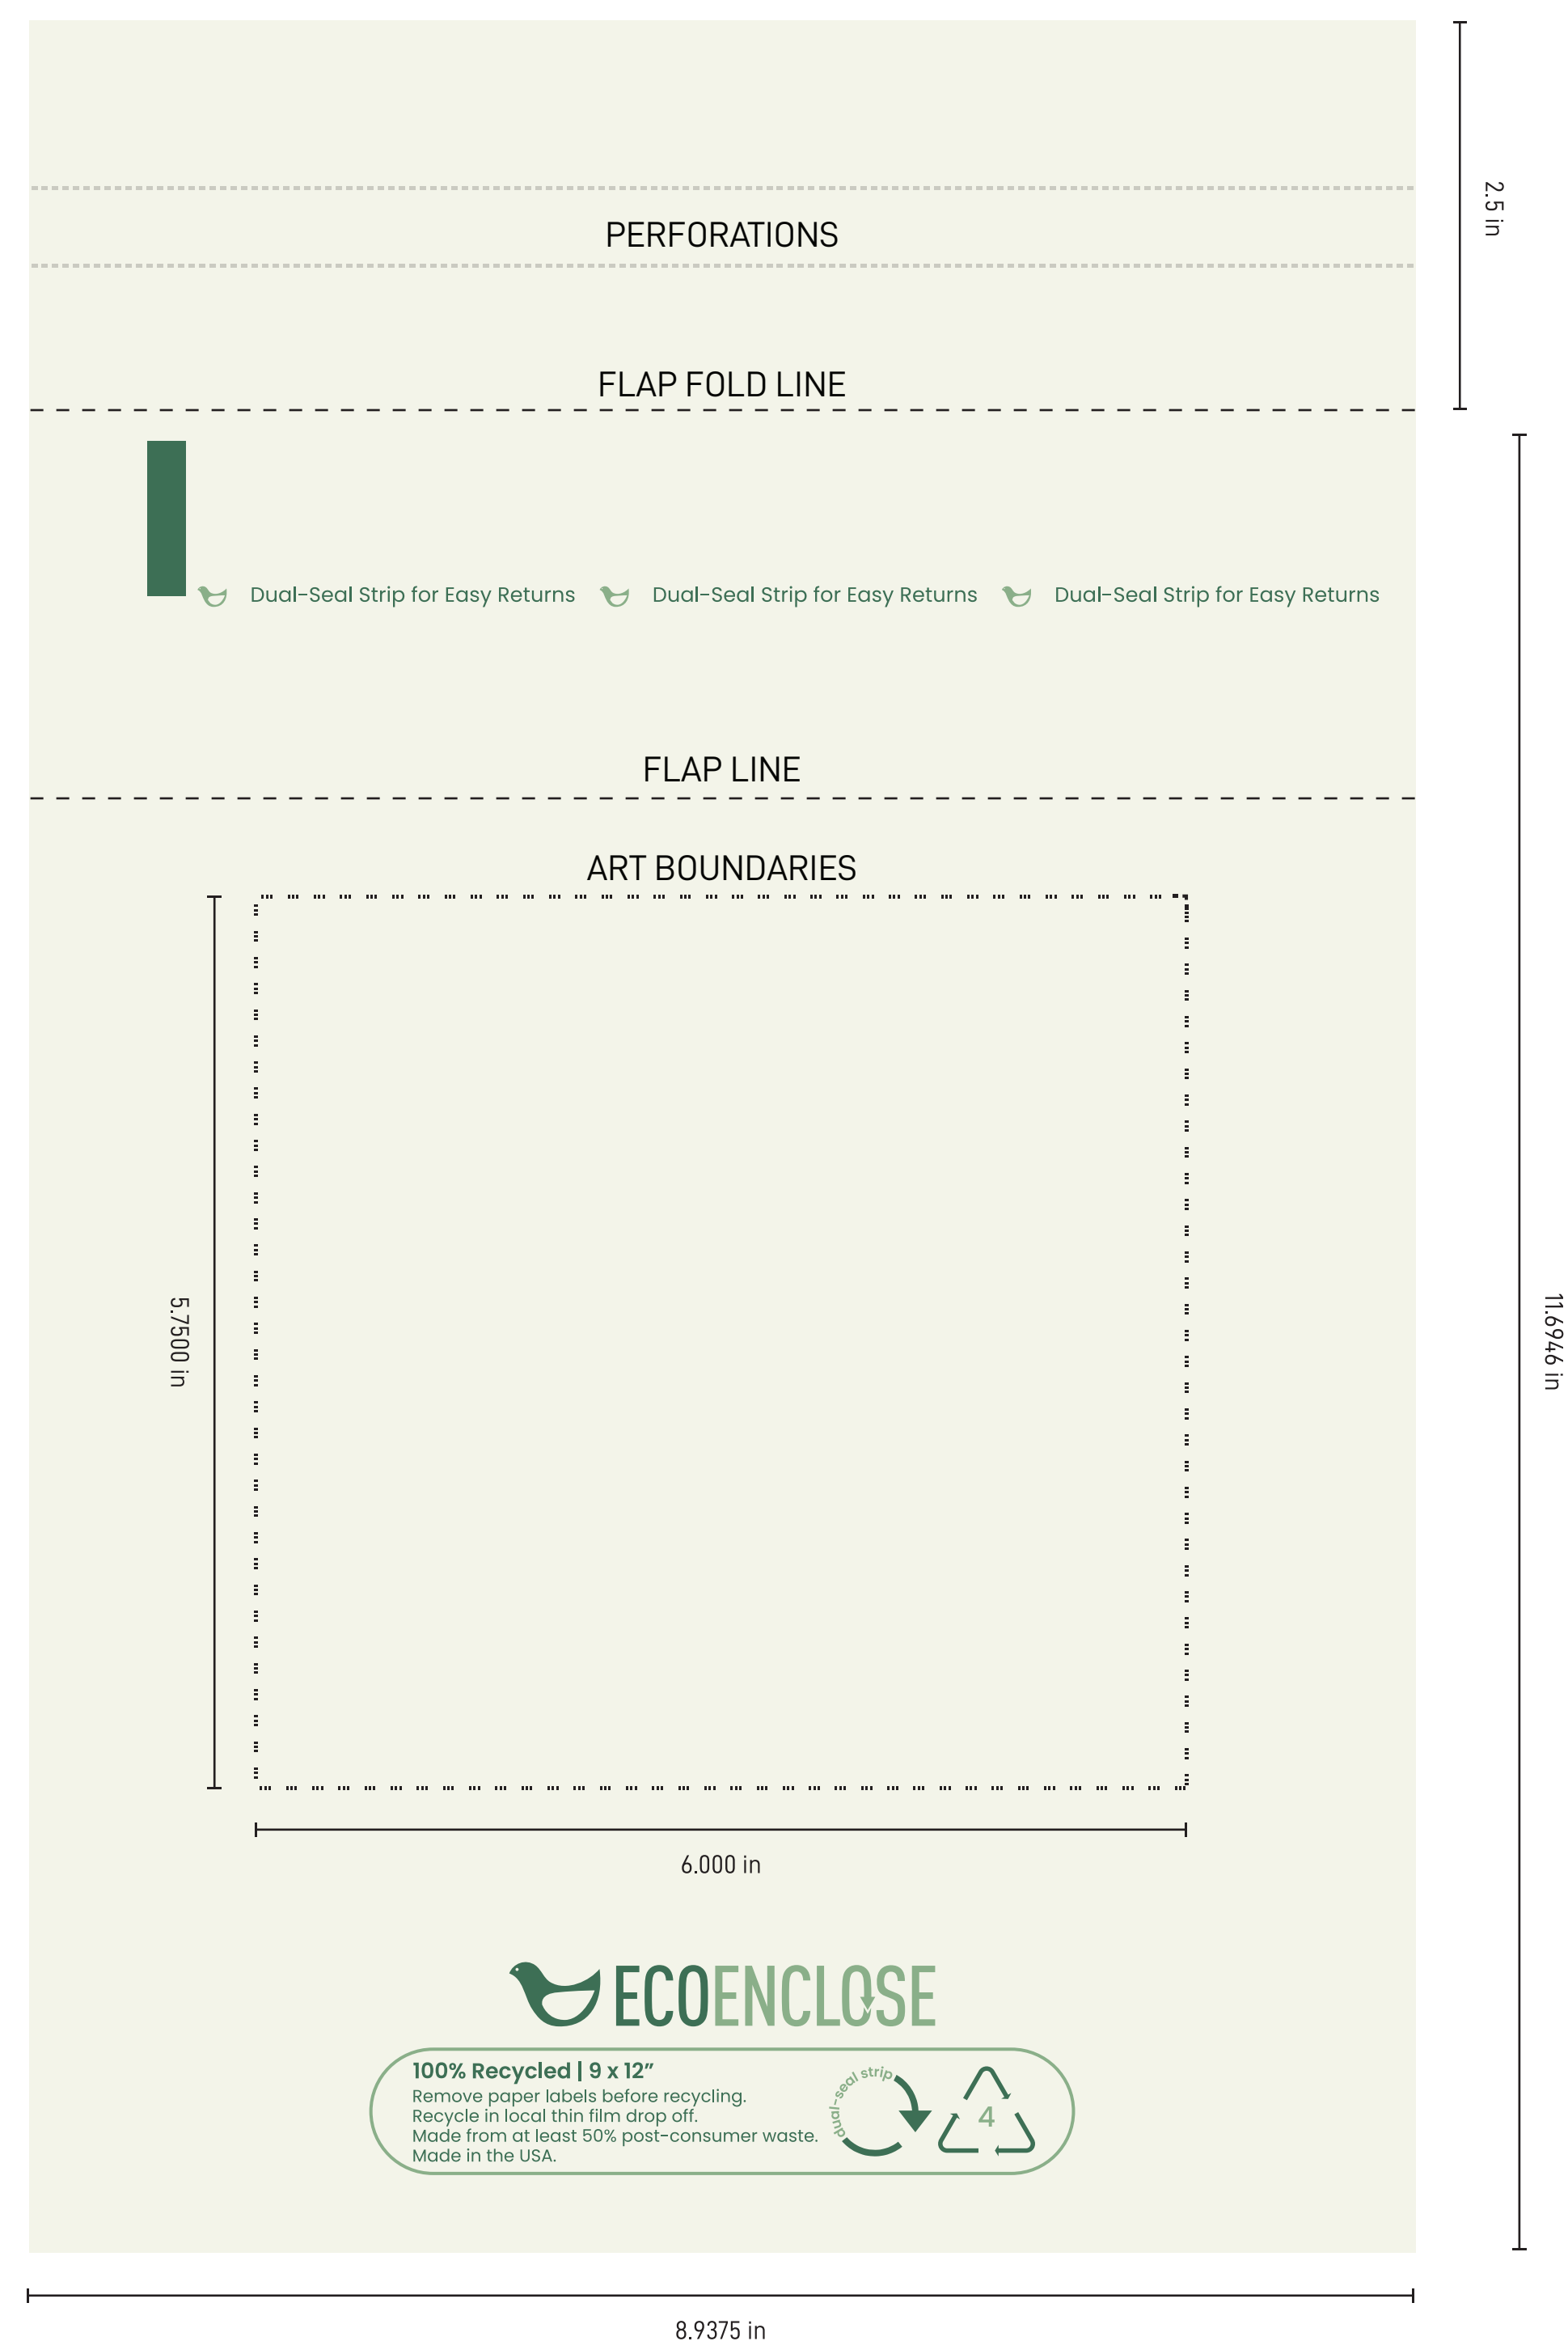 2.5 in
PERFORATIONS
FLAP FOLD LINE
Dual-Seal Strip for Easy Returns Dual-Seal Strip for Easy Returns Dual-Seal Strip for Easy Returns
FLAP LINE
ART BOUNDARIES
5.7500 in
11.6946 in
6.000 in
ECOENCLOSE
100% Recycled | 9 x 12”
Remove paper labels before recycling.
Recycle in local thin film drop off.
Made from at least 50% post-consumer waste.
Made in the USA.
dual-seal strip
4
8.9375 in